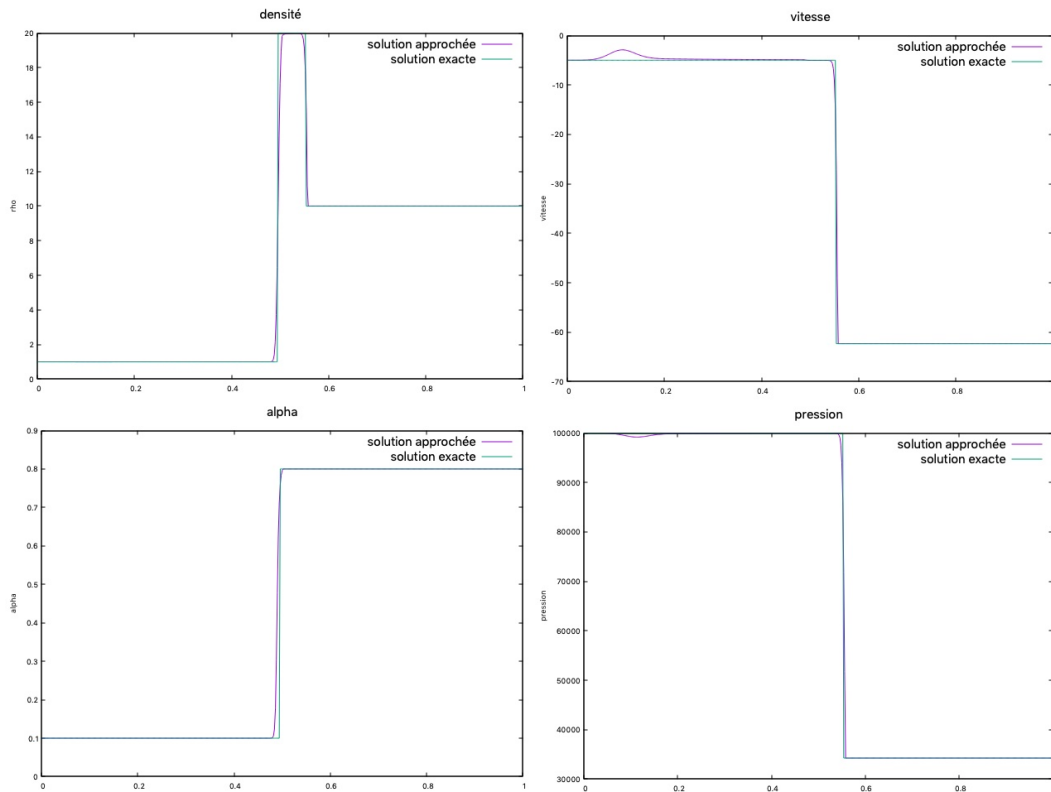 densité
solution approchée
solution exacte
20
18
16
14
12
10
8
6
4
2
0
rho
0 0.2 0.4 0.6 0.8 1
vitesse
solution approchée
solution exacte
0
-10
-20
-30
-40
-50
-60
-70
vitesse
0 0.2 0.4 0.6 0.8
alpha
solution approchée
solution exacte
0.9
0.8
0.7
0.6
0.5
0.4
0.3
0.2
0.1
0
alpha
0 0.2 0.4 0.6 0.8 1
pression
solution approchée
solution exacte
100000
90000
80000
70000
60000
50000
40000
30000
pression
0 0.2 0.4 0.6 0.8